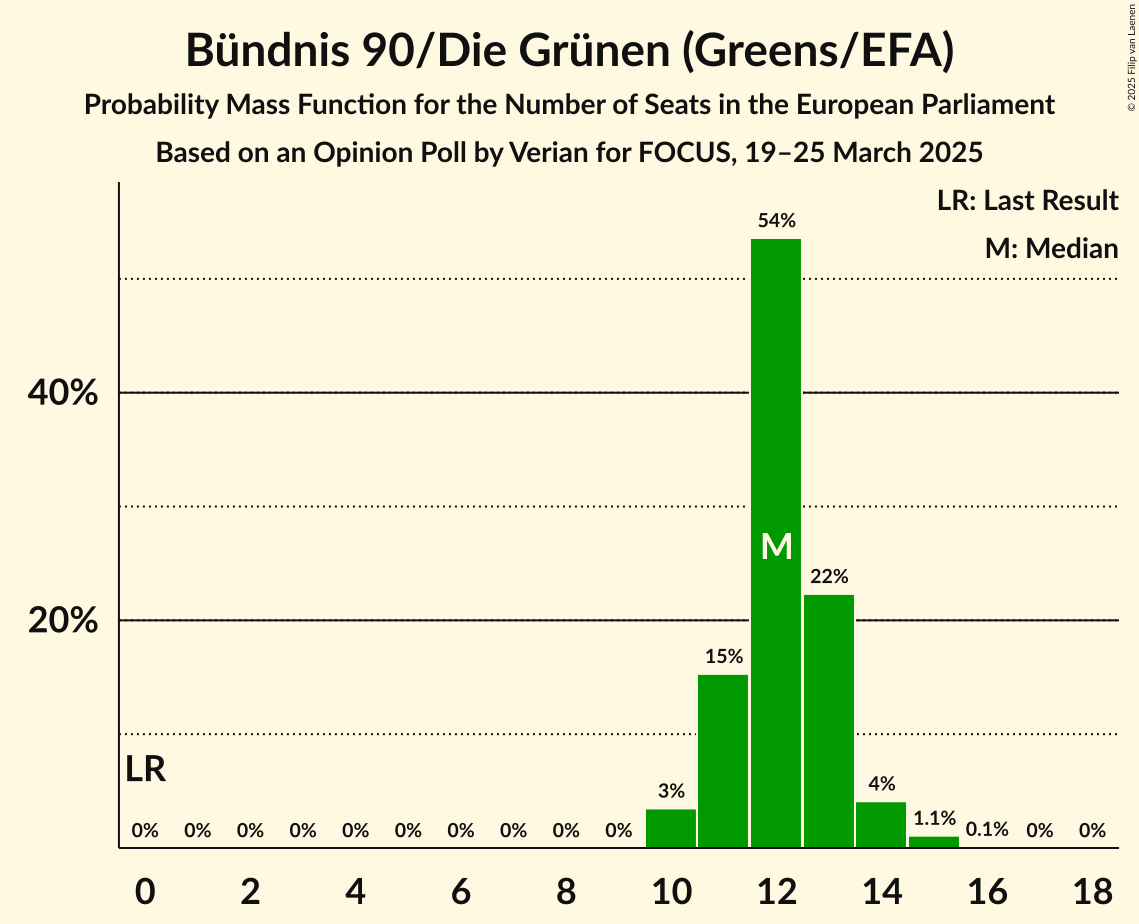 Bündnis 90/Die Grünen (Greens/EFA)
Probability Mass Function for the Number of Seats in the European Parliament
Based on an Opinion Poll by Verian for FOCUS, 19–25 March 2025
© 2025 Filip van Laenen
LR: Last Result
M: Median
54%
40%
M
22%
20%
15%
LR
3%
4%
1.1%
0% 0% 0% 0% 0% 0% 0% 0% 0% 0% 0.1% 0% 0%
0 2 4 6 8 10 12 14 16 18